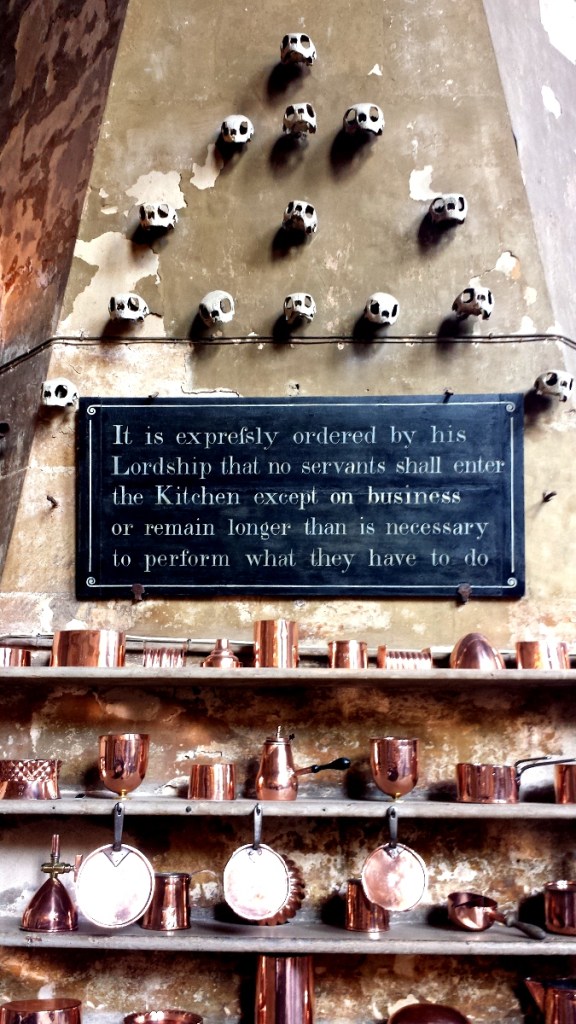 It is expreſsly ordered by his
Lordship that no servants shall enter
the Kitchen except on business
or remain longer than is necessary
to perform what they have to do